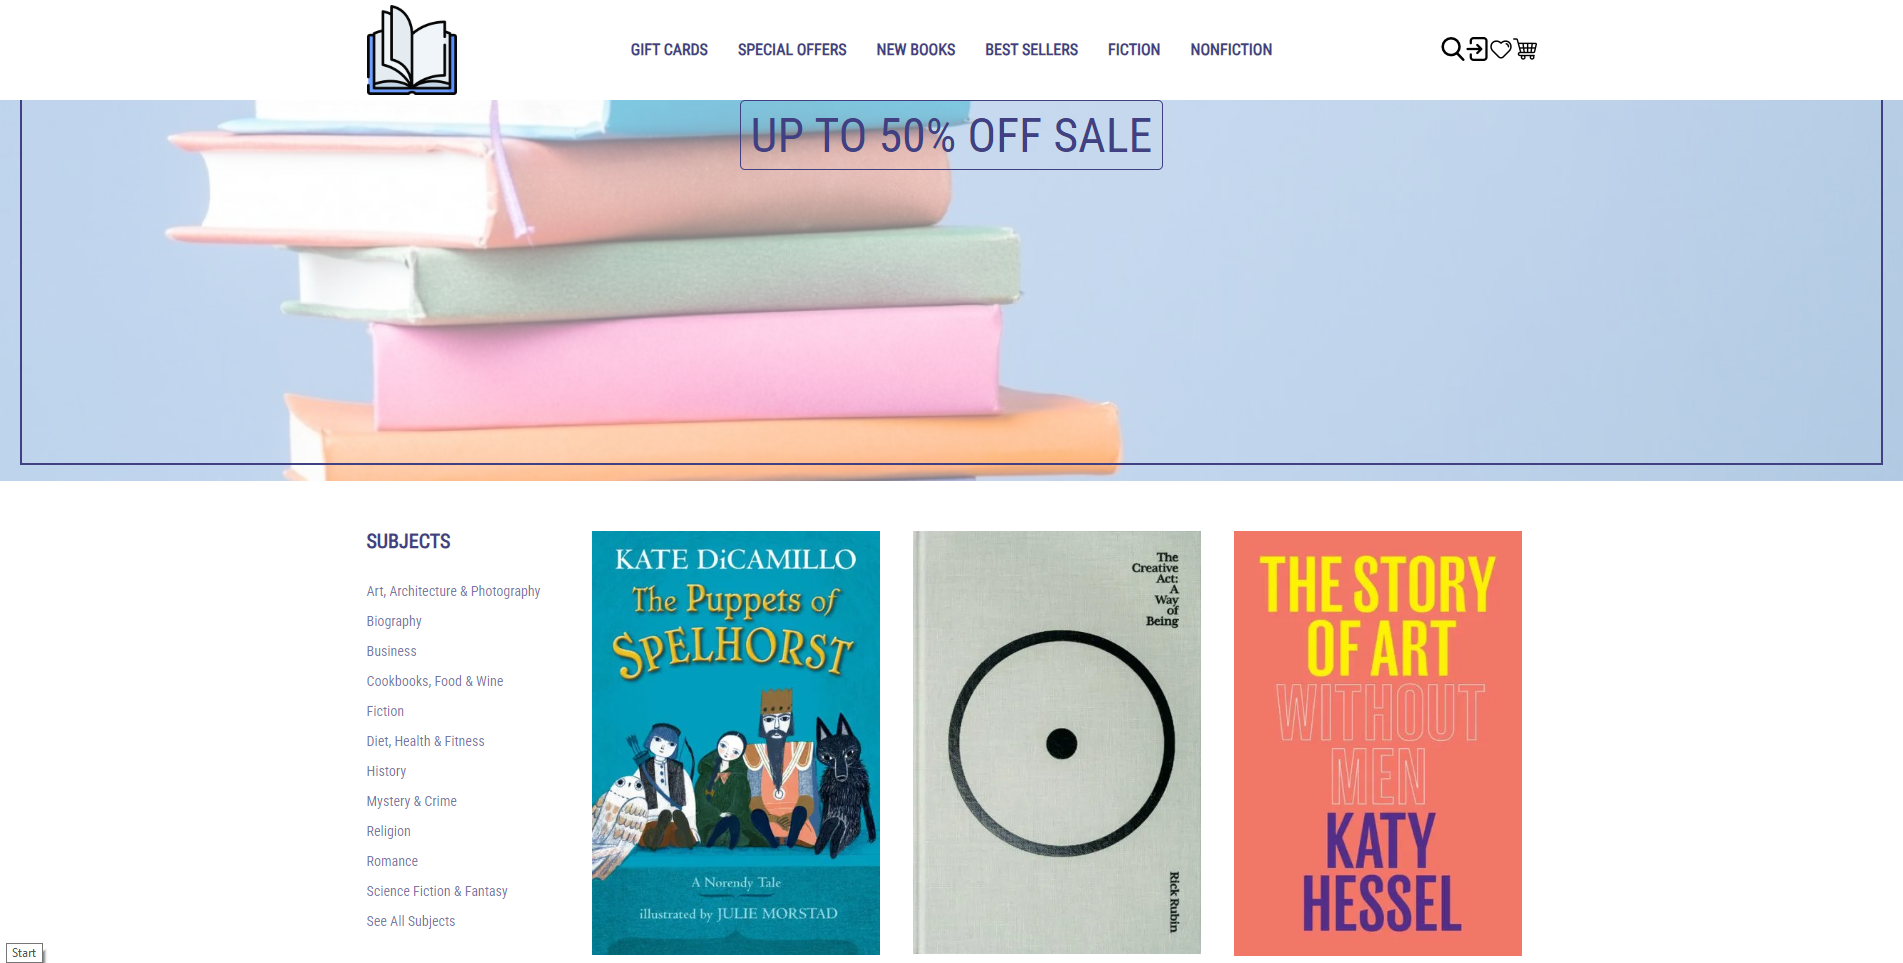 GIFT CARDS SPECIAL OFFERS NEW BOOKS BEST SELLERS FICTION NONFICTION
UP TO 50% OFF SALE
SUBJECTS
Art, Architecture & Photography
Biography
Business
Cookbooks, Food & Wine
Fiction
Diet, Health & Fitness
History
Mystery & Crime
Religion
Romance
Science Fiction & Fantasy
See All Subjects
KATE DiCAMILLO
The Puppets of
SPELHORST
A Norendy Tale
illustrated by JULIE MORSTAD
The
Creative
Act:
A
Way
of
Being
Rick Rubin
THE STORY
OF ART
WITHOUT
MEN
KATY
HESSEL
Start